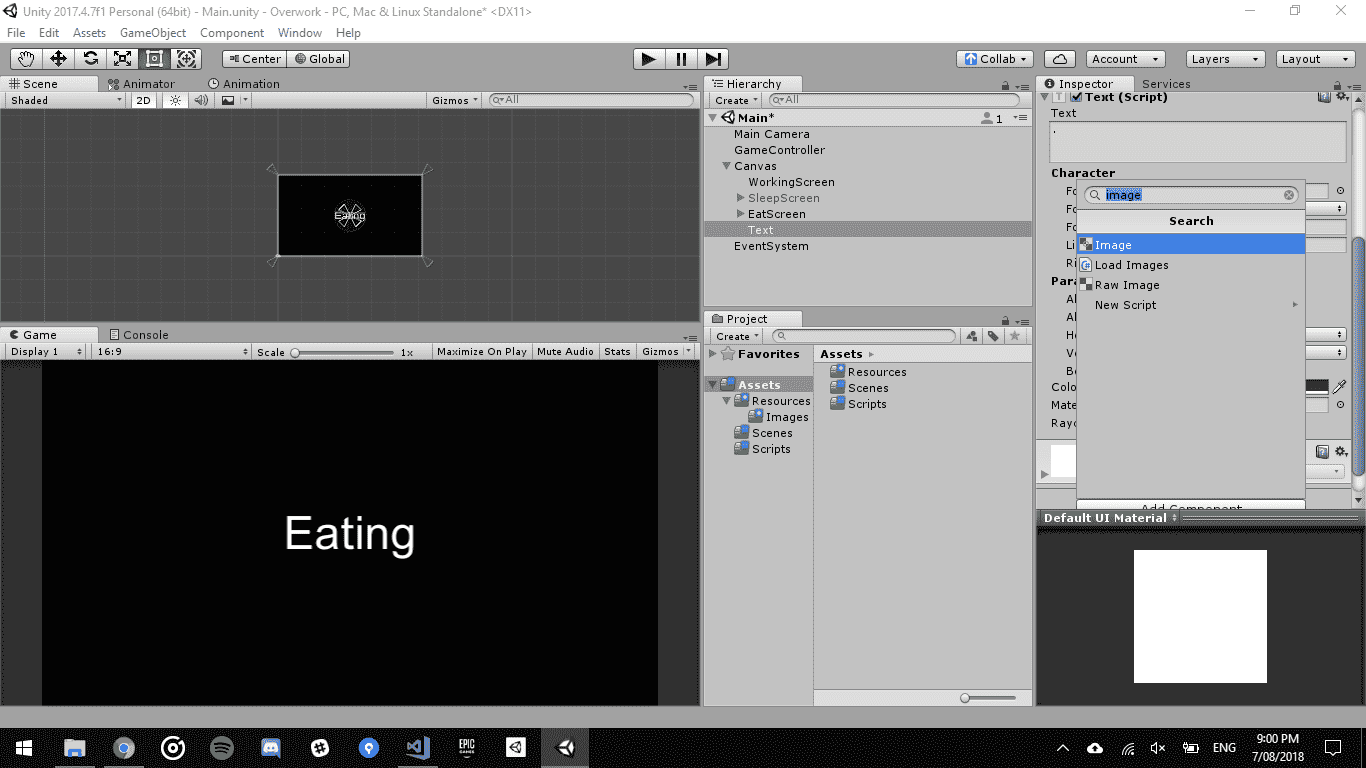 Unity 2017.4.7f1 Personal (64bit) - Main.unity - Overwork - PC, Mac & Linux Standalone* <DX11>
File Edit Assets GameObject Component Window Help
Center Global Collab Account Layers Layout
Scene Animator Animation
Shaded 2D Gizmos All
Eating
Game Console
Display 1 16:9 Scale 1x Maximize On Play Mute Audio Stats Gizmos
Eating
Hierarchy
Create All
Main* 1
Main Camera
GameController
Canvas
WorkingScreen
SleepScreen
EatScreen
Text
EventSystem
Project
Create
Favorites
Assets
Resources
Images
Scenes
Scripts
Assets
Resources
Scenes
Scripts
Inspector Services
Text (Script)
Text
.
Character
Fo
Fo
Fo
Li
Ri
Para
Al
Al
Ho
Ve
Be
Colo
Mate
Rayc
image
Search
Image
Load Images
Raw Image
New Script
Add Component
Default UI Material
EPIC
GAMES
ENG
9:00 PM
7/08/2018